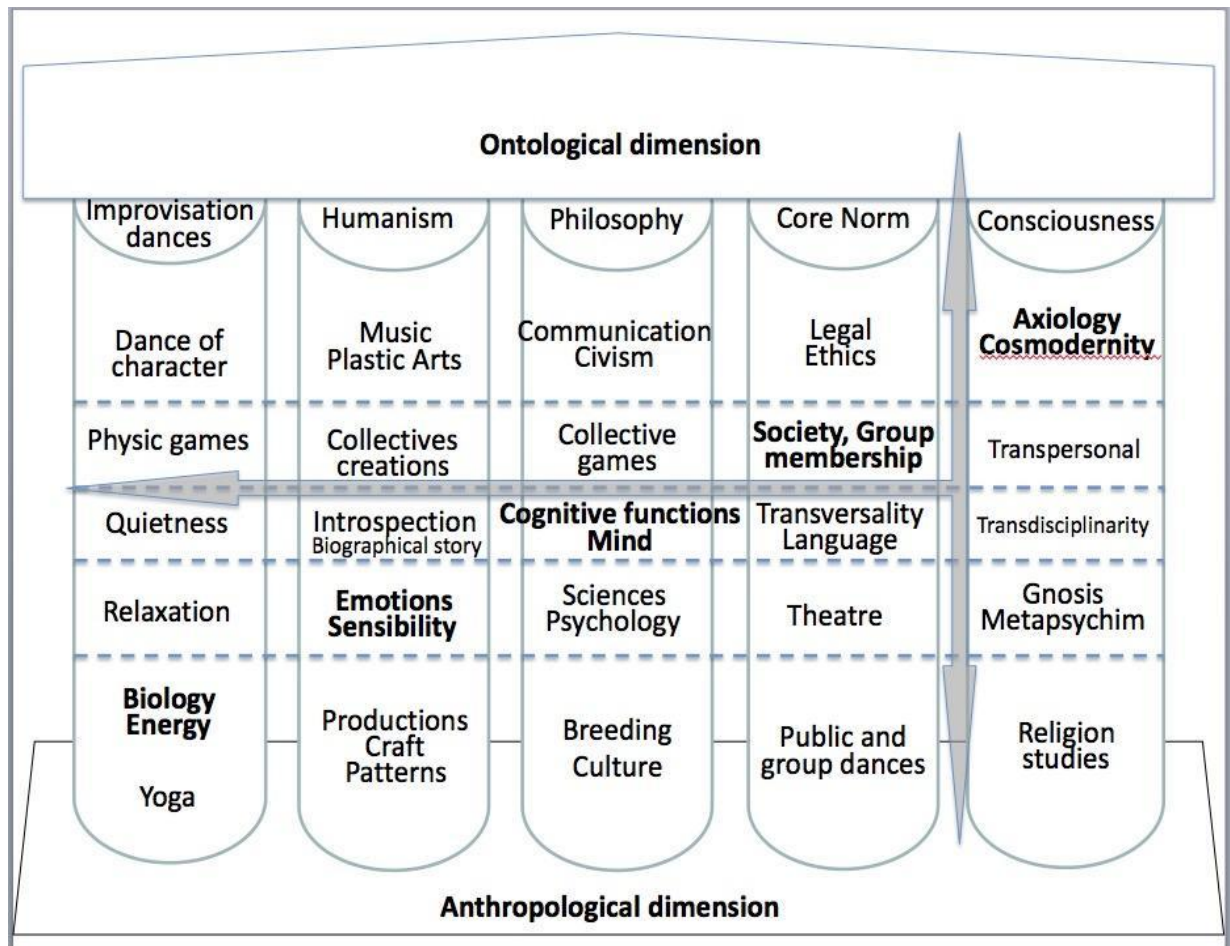 Ontological dimension
Improvisation
dances
Humanism
Philosophy
Core Norm
Consciousness
Dance of
character
Music
Plastic Arts
Communication
Civism
Legal
Ethics
Axiology
Cosmodernity
Physic games
Collectives
creations
Collective
games
Society, Group
membership
Transpersonal
Quietness
Introspection
Biographical story
Cognitive functions
Mind
Transversality
Language
Transdisciplinarity
Relaxation
Emotions
Sensibility
Sciences
Psychology
Theatre
Gnosis
Metapsychim
Biology
Energy
Yoga
Productions
Craft
Patterns
Breeding
Culture
Public and
group dances
Religion
studies
Anthropological dimension